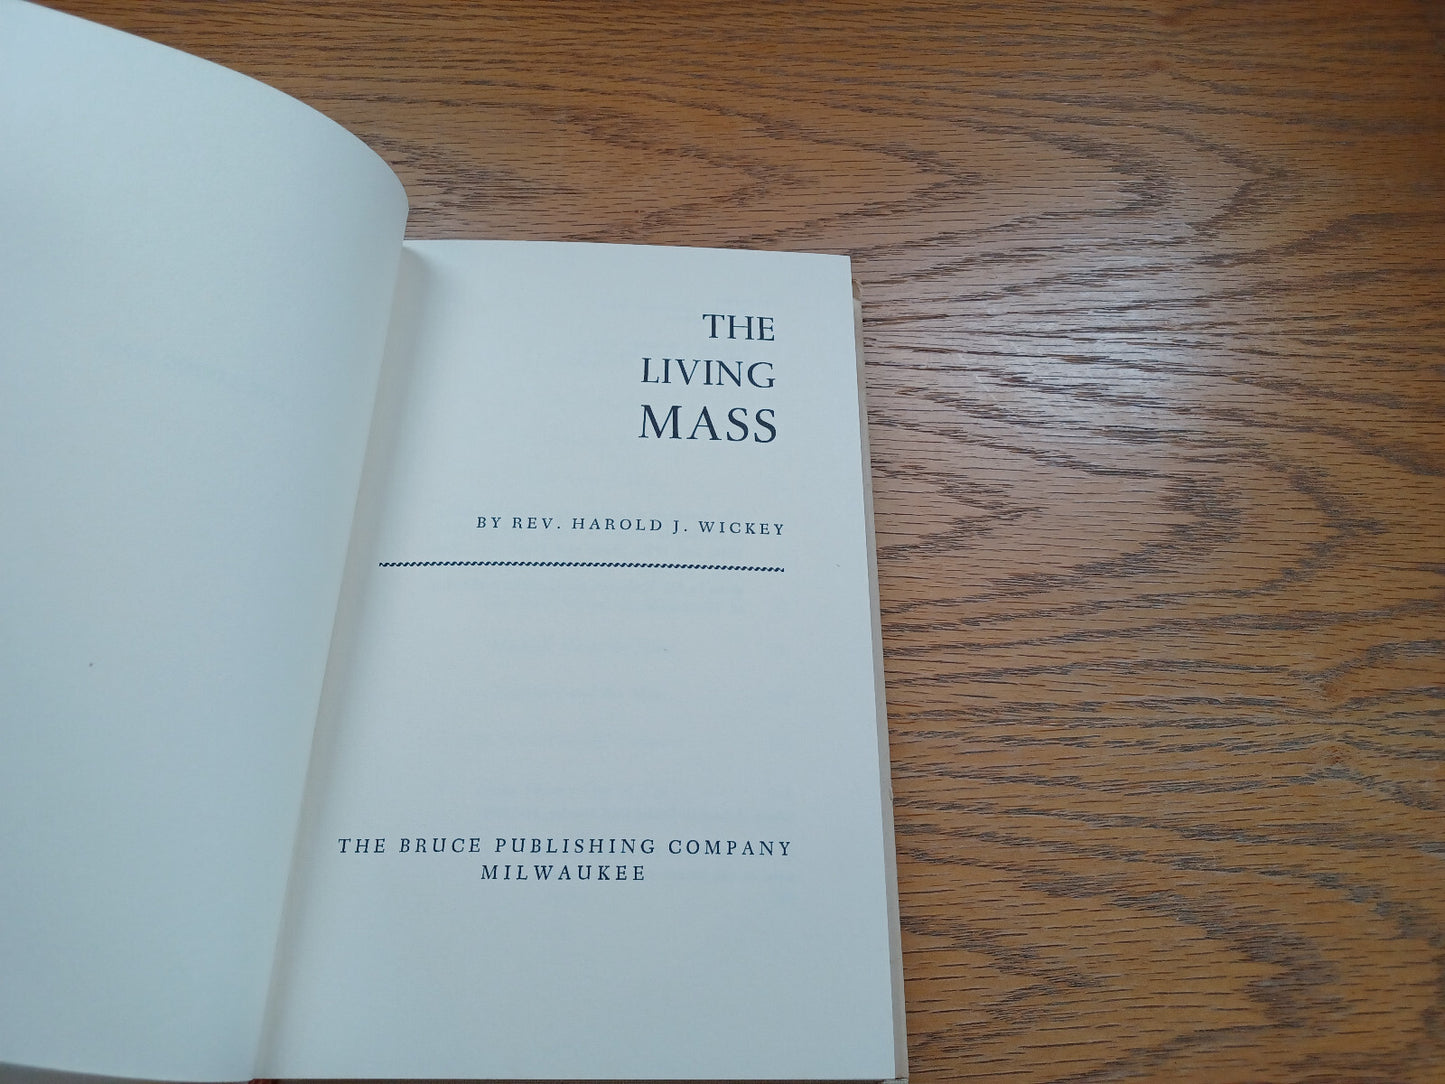 THE
LIVING
MASS
BY REV. HAROLD J. WICKEY
THE BRUCE PUBLISHING COMPANY
MILWAUKEE